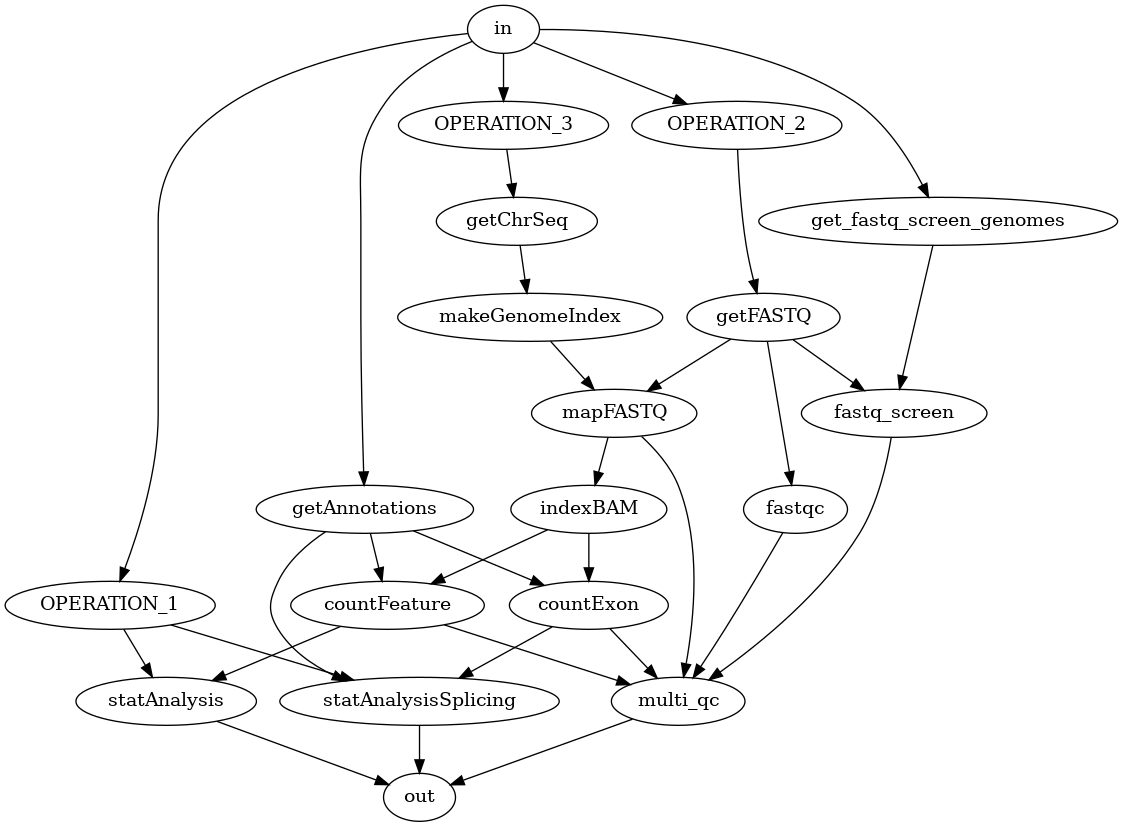 in
OPERATION_3
OPERATION_2
getChrSeq
get_fastq_screen_genomes
makeGenomeIndex
getFASTQ
mapFASTQ
fastq_screen
getAnnotations
indexBAM
fastqc
OPERATION_1
countFeature
countExon
statAnalysis
statAnalysisSplicing
multi_qc
out